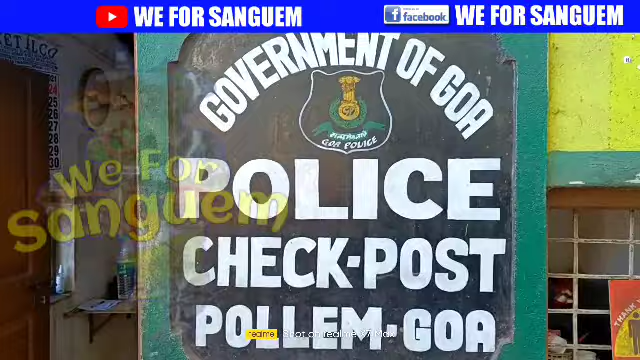 WE FOR SANGUEM
facebook
WE FOR SANGUEM
GOVERNMENT OF GOA
GOA POLICE
POLICE
CHECK-POST
POLLEM-GOA
We For
Sanguem
realme Shot on realme